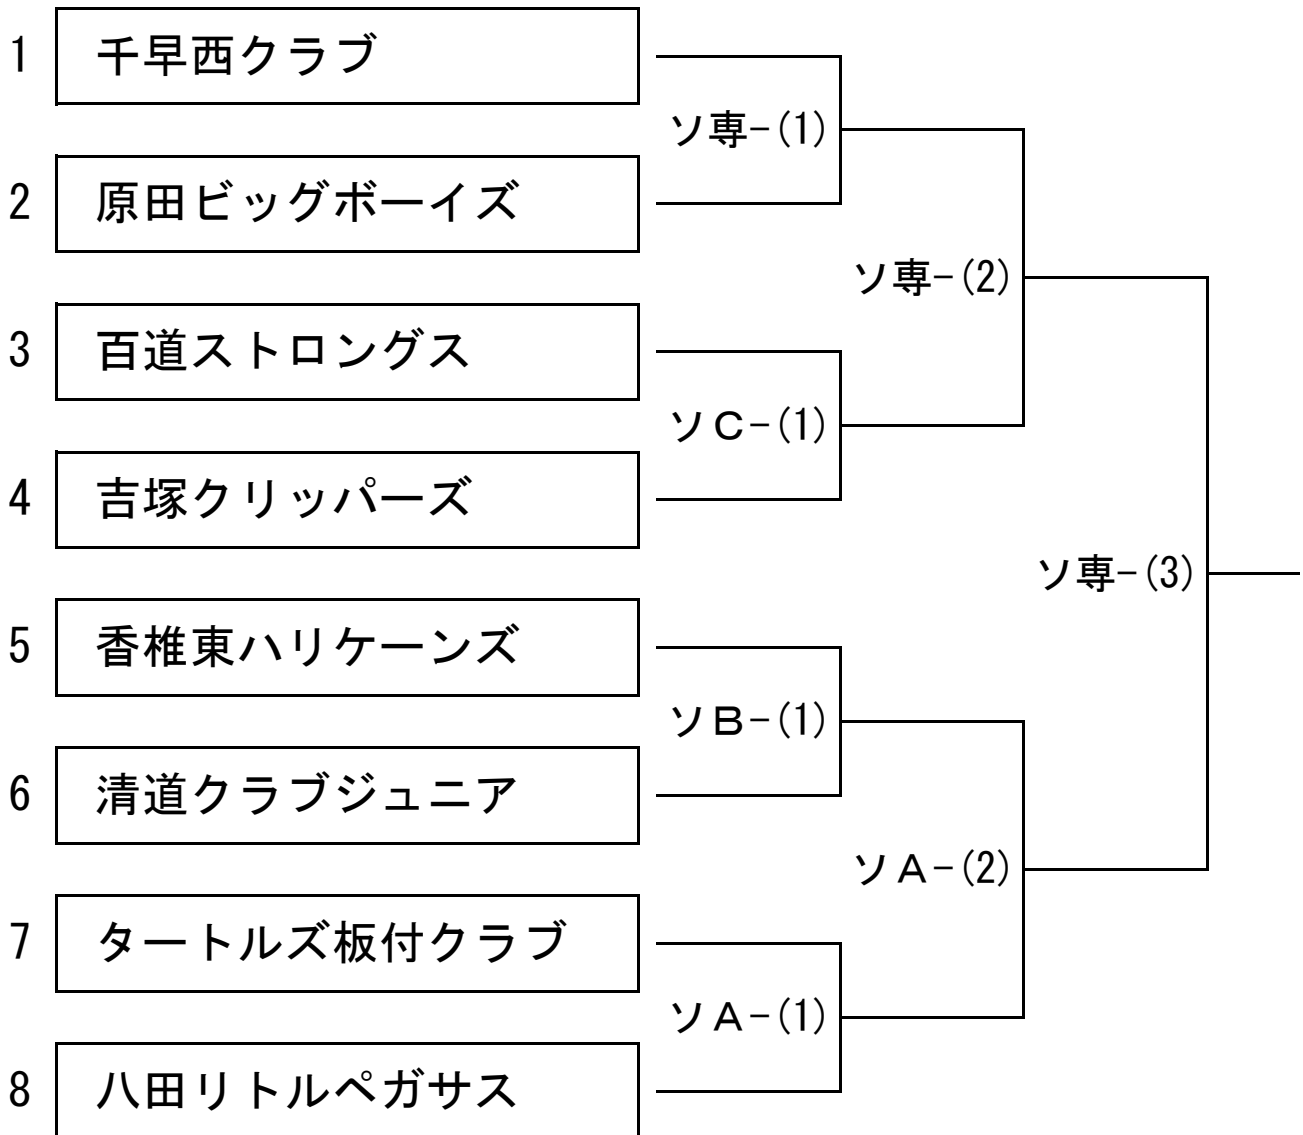 1 千早西クラブ
ソ専-(1)
2 原田ビッグボーイズ
ソ専-(2)
3 百道ストロングス
ソC-(1)
4 吉塚クリッパーズ
ソ専-(3)
5 香椎東ハリケーンズ
ソB-(1)
6 清道クラブジュニア
ソA-(2)
7 タートルズ板付クラブ
ソA-(1)
8 八田リトルペガサス